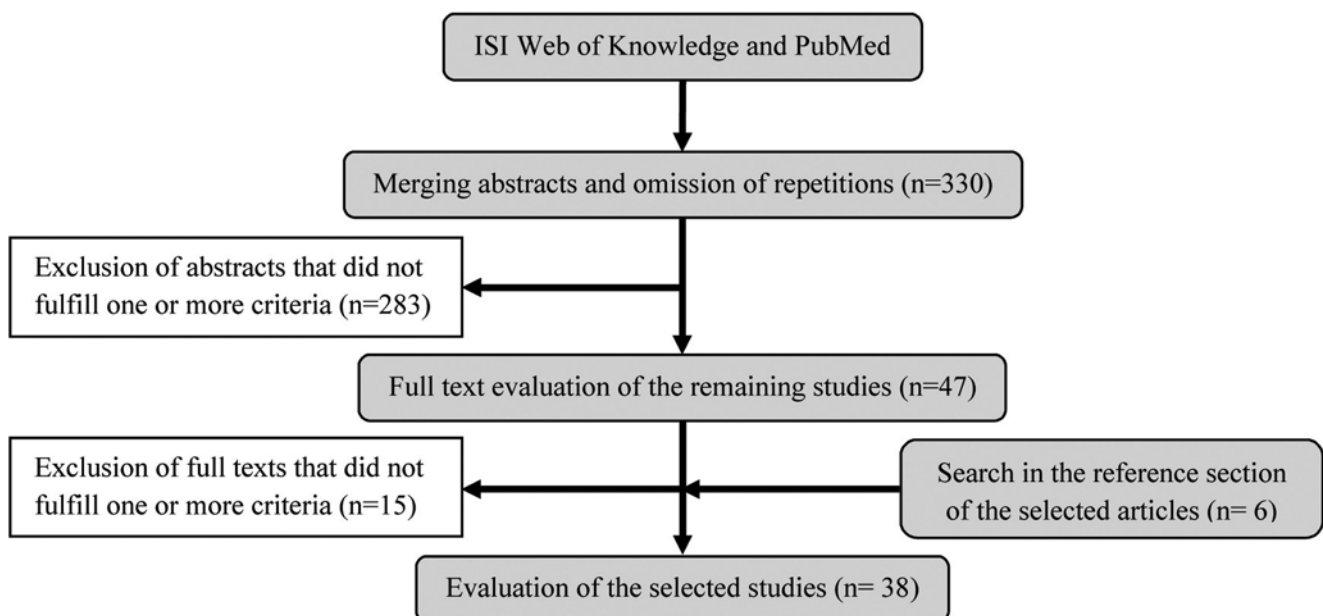 ISI Web of Knowledge and PubMed
Merging abstracts and omission of repetitions (n=330)
Exclusion of abstracts that did not
fulfill one or more criteria (n=283)
Full text evaluation of the remaining studies (n=47)
Exclusion of full texts that did not
fulfill one or more criteria (n=15)
Search in the reference section
of the selected articles (n= 6)
Evaluation of the selected studies (n= 38)